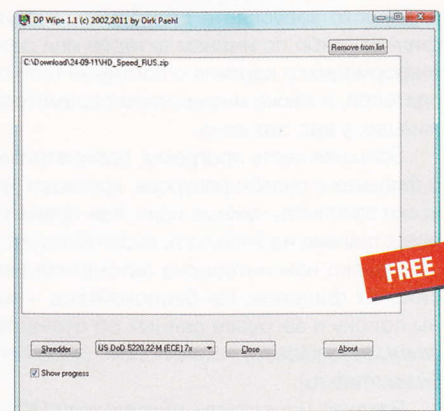 DP Wipe 1.1 (c) 2002,2011 by Dirk Paehl
Remove from list
C:\Download\24-09-11\HD_Speed_RUS.zip
FREE
Shredder
US DoD 5220.22-M (ECE) 7x
Close
About
Show progress